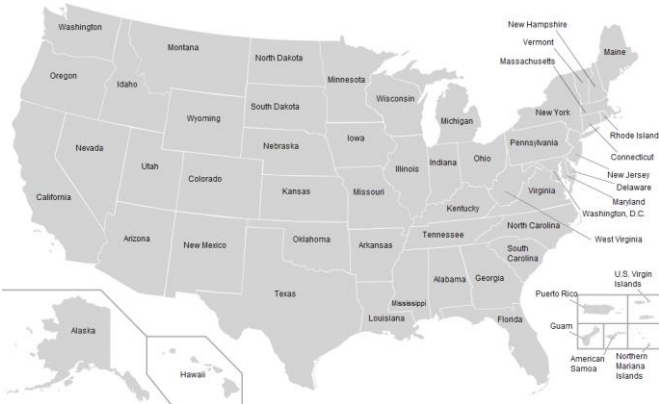 Washington
Montana
North Dakota
Minnesota
New Hampshire
Vermont
Massachusetts
Maine
Oregon
Idaho
Wyoming
South Dakota
Wisconsin
Michigan
New York
Rhode Island
Connecticut
Nevada
Utah
Colorado
Nebraska
Iowa
Illinois
Indiana
Ohio
Pennsylvania
New Jersey
Delaware
Maryland
Washington, D.C.
California
Kansas
Missouri
Kentucky
Virginia
West Virginia
Arizona
New Mexico
Oklahoma
Arkansas
Tennessee
North Carolina
South
Carolina
Texas
Louisiana
Mississippi
Alabama
Georgia
Florida
Alaska
Hawaii
Puerto Rico
U.S. Virgin
Islands
Guam
American
Samoa
Northern
Mariana
Islands